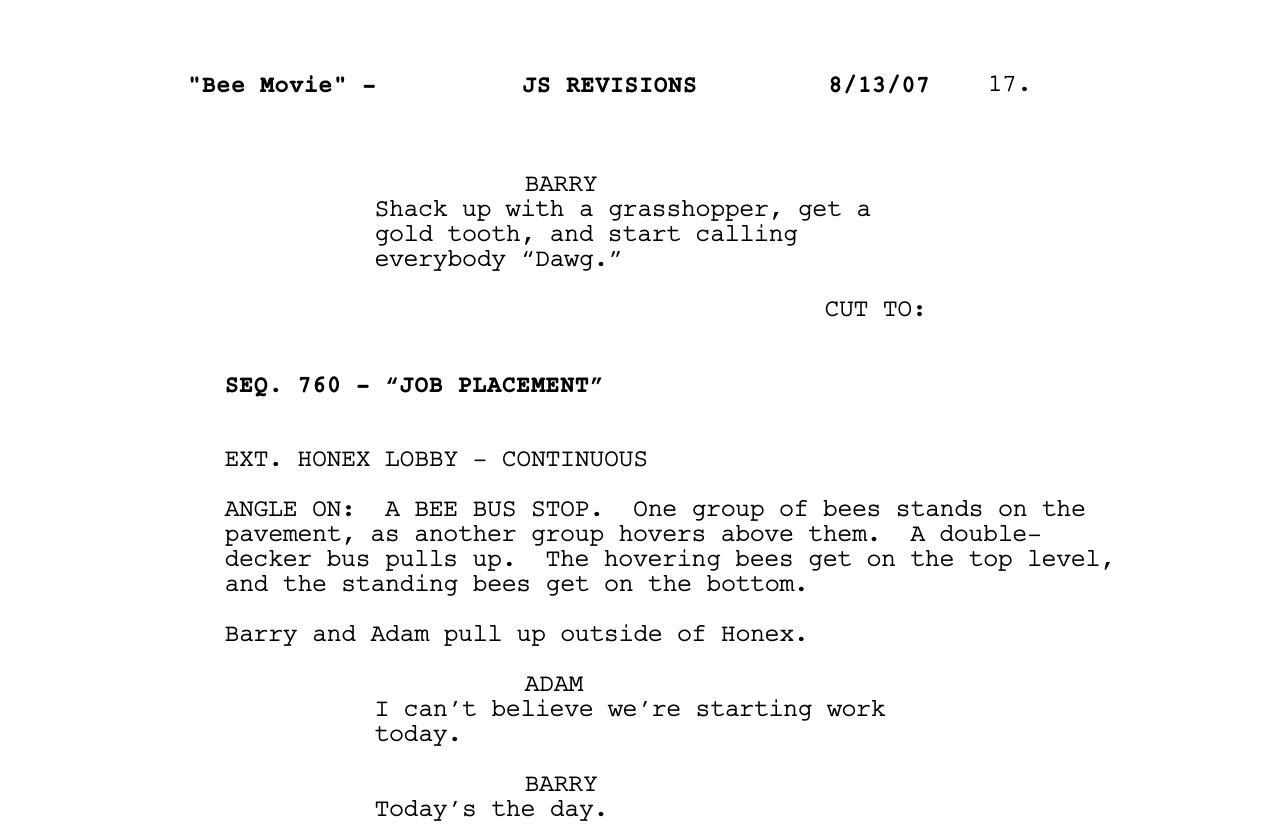 "Bee Movie" - JS REVISIONS 8/13/07 17.
BARRY
Shack up with a grasshopper, get a
gold tooth, and start calling
everybody “Dawg.”
CUT TO:
SEQ. 760 - “JOB PLACEMENT”
EXT. HONEX LOBBY - CONTINUOUS
ANGLE ON:  A BEE BUS STOP.  One group of bees stands on the
pavement, as another group hovers above them.  A double-
decker bus pulls up.  The hovering bees get on the top level,
and the standing bees get on the bottom.
Barry and Adam pull up outside of Honex.
ADAM
I can’t believe we’re starting work
today.
BARRY
Today’s the day.